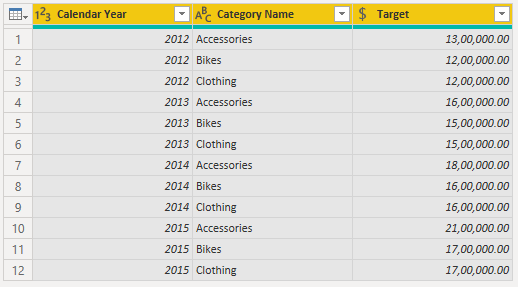 123 Calendar Year ABC Category Name $ Target
1 2012 Accessories 13,00,000.00
2 2012 Bikes 12,00,000.00
3 2012 Clothing 12,00,000.00
4 2013 Accessories 16,00,000.00
5 2013 Bikes 15,00,000.00
6 2013 Clothing 15,00,000.00
7 2014 Accessories 18,00,000.00
8 2014 Bikes 16,00,000.00
9 2014 Clothing 16,00,000.00
10 2015 Accessories 21,00,000.00
11 2015 Bikes 17,00,000.00
12 2015 Clothing 17,00,000.00